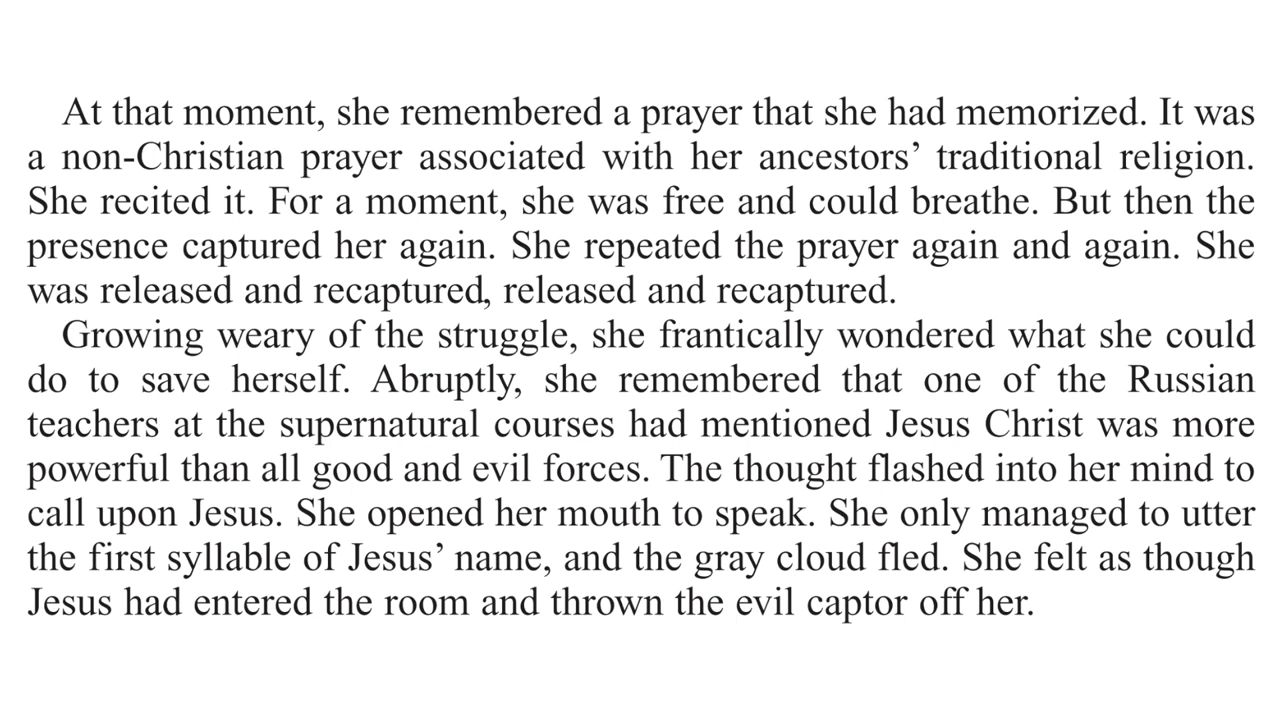 At that moment, she remembered a prayer that she had memorized. It was
a non-Christian prayer associated with her ancestors’ traditional religion.
She recited it. For a moment, she was free and could breathe. But then the
presence captured her again. She repeated the prayer again and again. She
was released and recaptured, released and recaptured.
Growing weary of the struggle, she frantically wondered what she could
do to save herself. Abruptly, she remembered that one of the Russian
teachers at the supernatural courses had mentioned Jesus Christ was more
powerful than all good and evil forces. The thought flashed into her mind to
call upon Jesus. She opened her mouth to speak. She only managed to utter
the first syllable of Jesus’ name, and the gray cloud fled. She felt as though
Jesus had entered the room and thrown the evil captor off her.